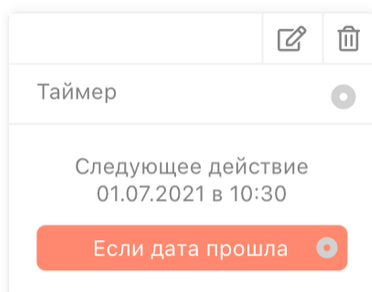 Таймер
Следующее действие
01.07.2021 в 10:30
Если дата прошла